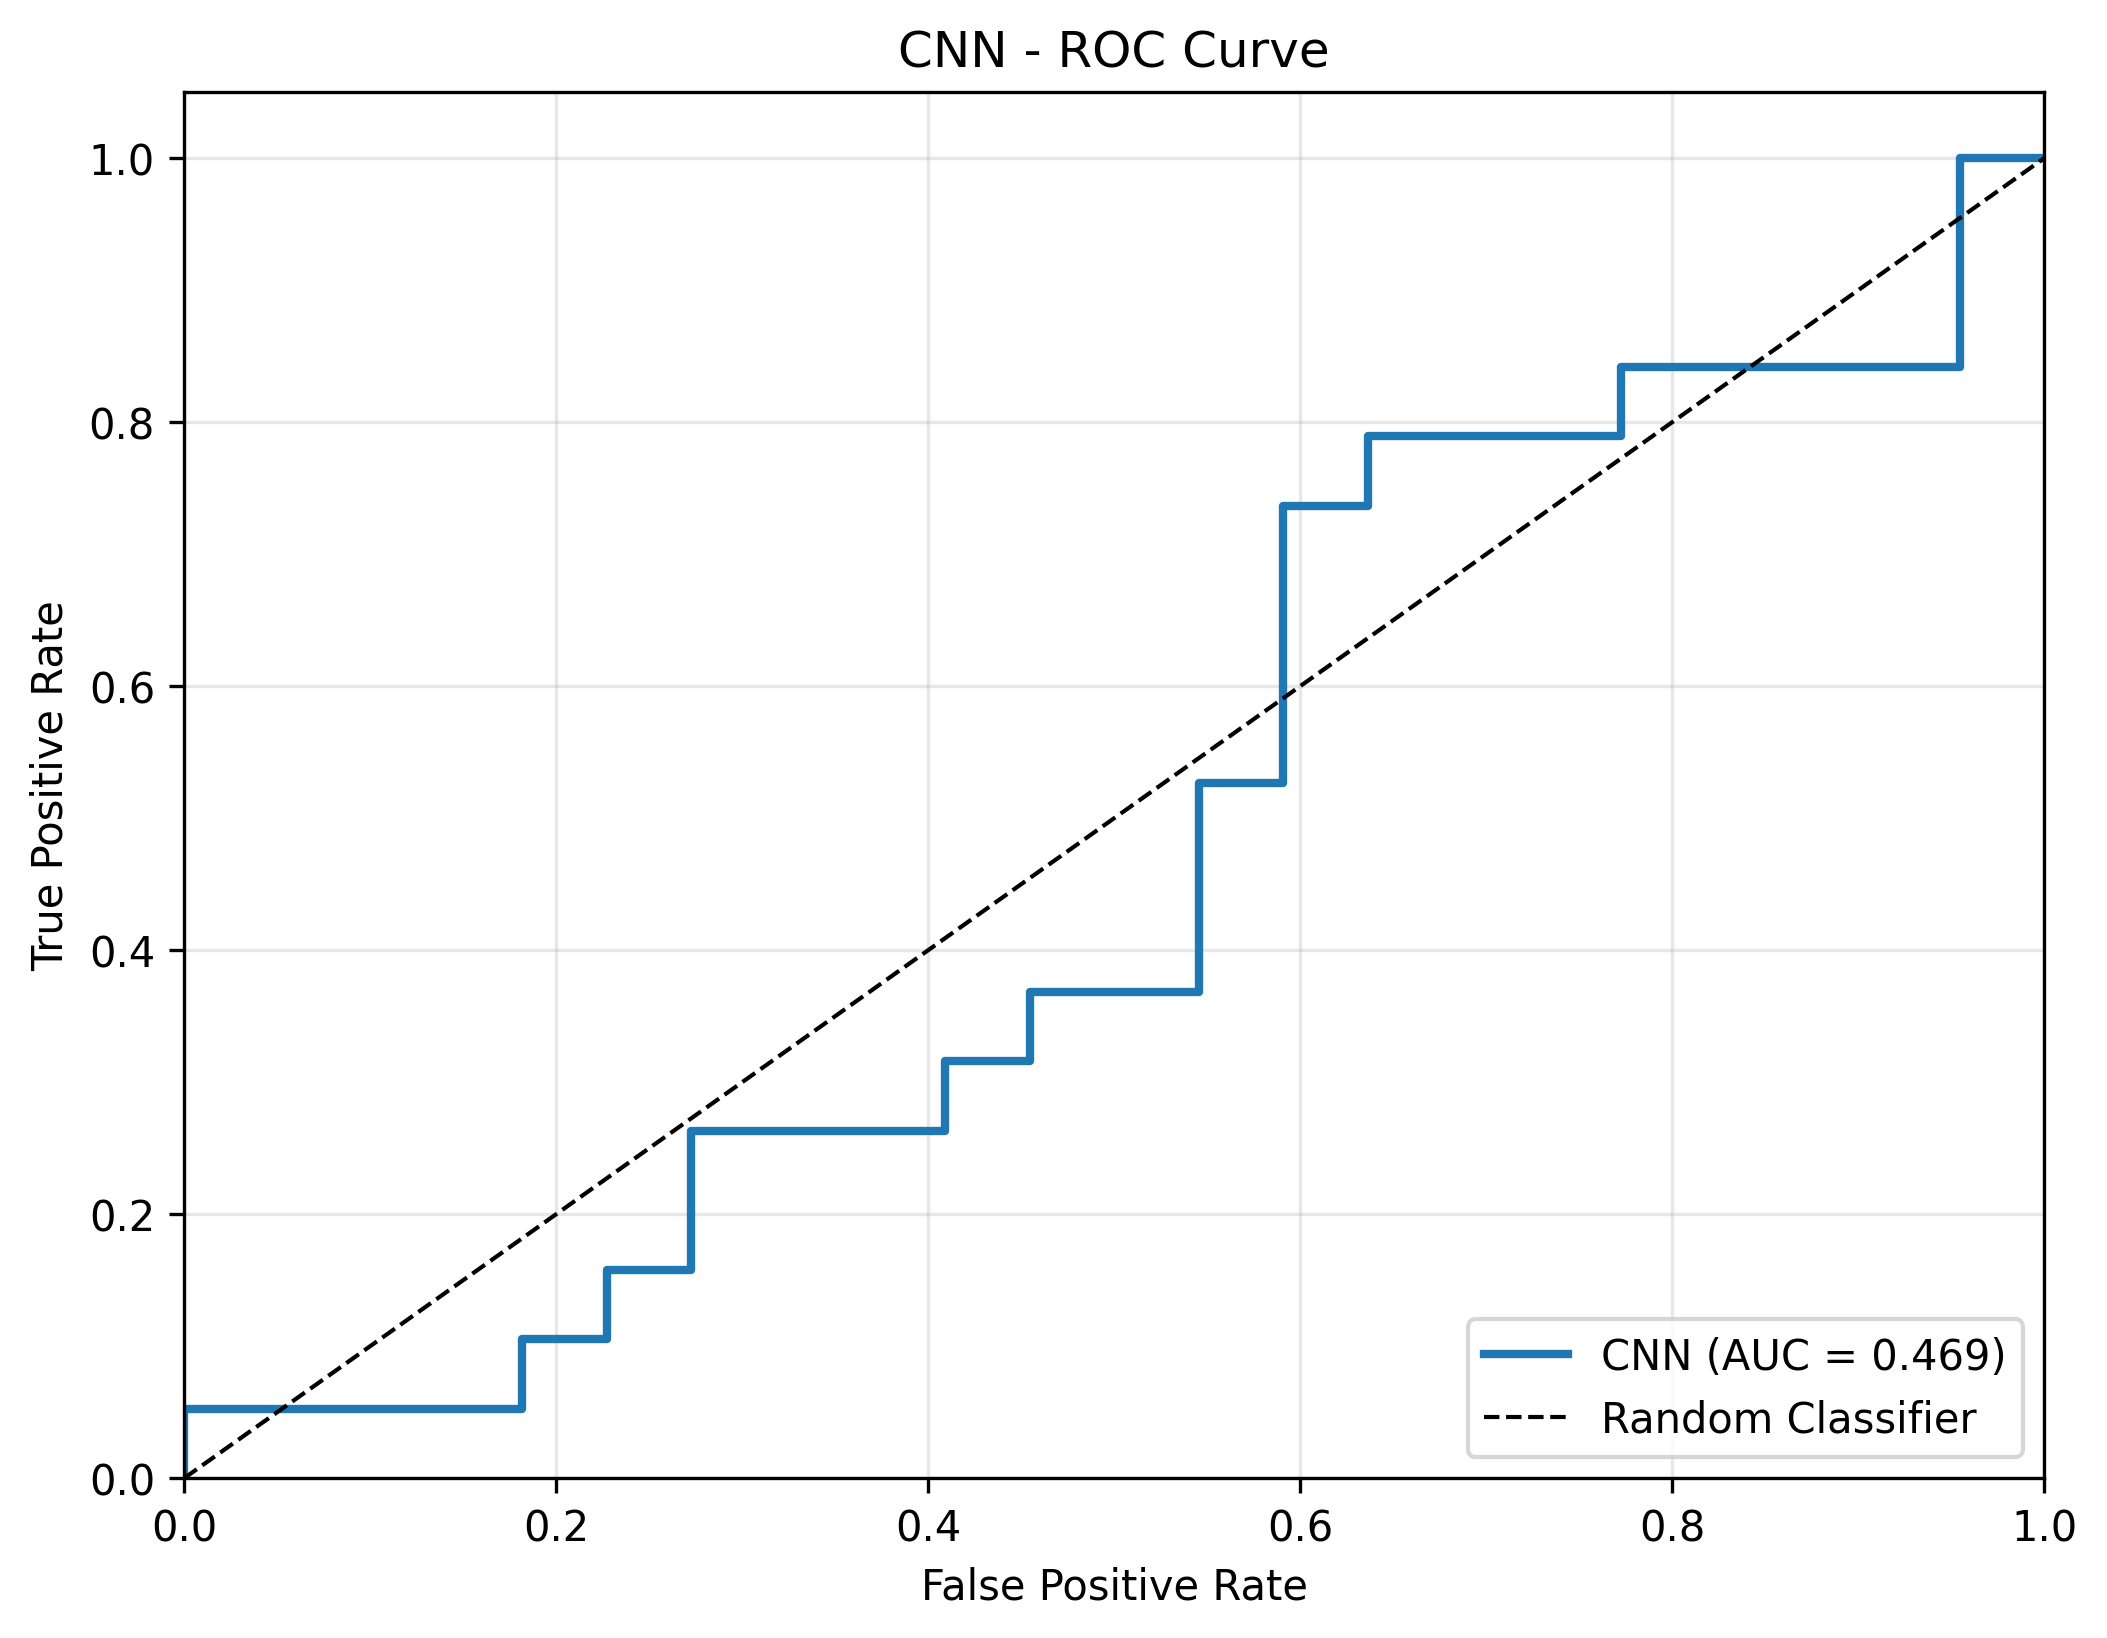 CNN - ROC Curve
1.0
0.8
0.6
0.4
0.2
0.0
True Positive Rate
0.0 0.2 0.4 0.6 0.8 1.0
False Positive Rate
CNN (AUC = 0.469)
Random Classifier